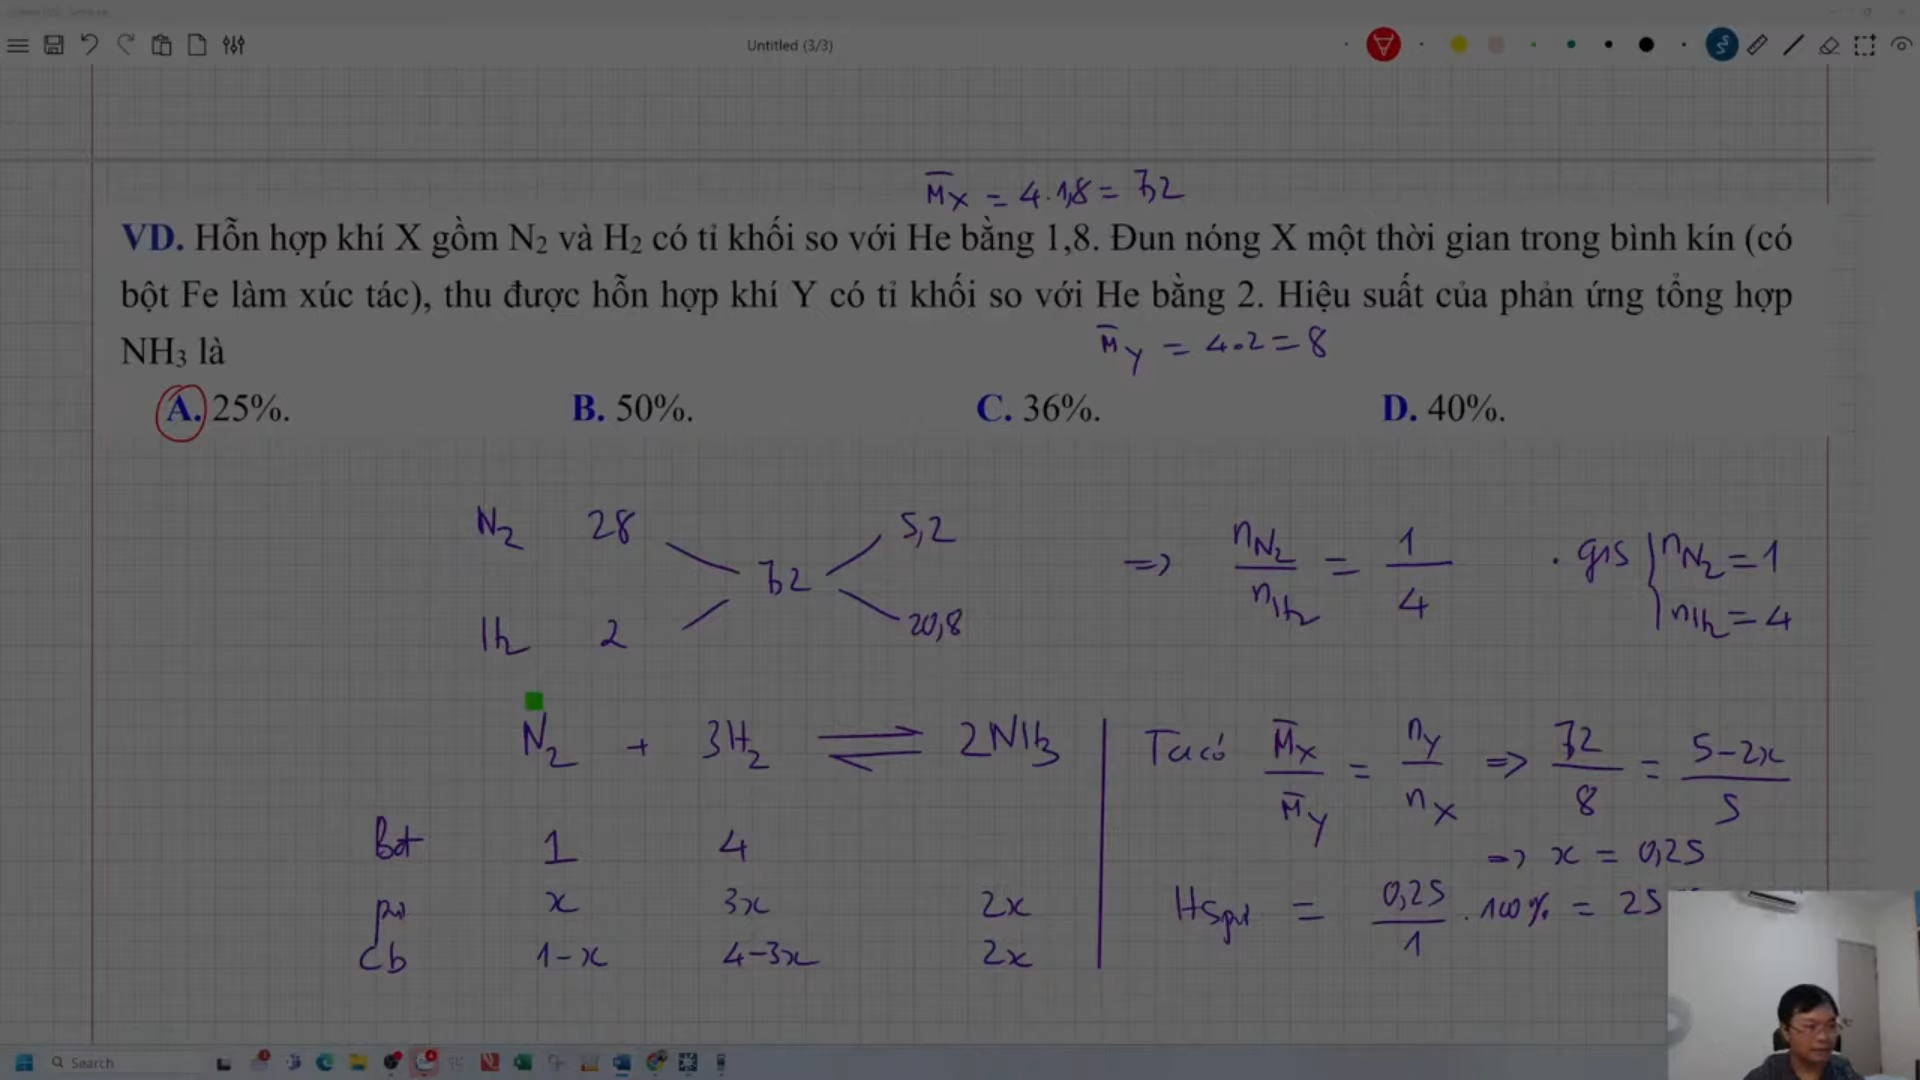 Untitled (3/3)
M̅X = 4.1,8 = 7,2
VD. Hỗn hợp khí X gồm N₂ và H₂ có tỉ khối so với He bằng 1,8. Đun nóng X một thời gian trong bình kín (có
bột Fe làm xúc tác), thu được hỗn hợp khí Y có tỉ khối so với He bằng 2. Hiệu suất của phản ứng tổng hợp
NH₃ là
M̅Y = 4.2 = 8
A. 25%. B. 50%. C. 36%. D. 40%.
N₂ 28 5,2
7,2
H₂ 2 20,8
=> nN₂/nH₂ = 1/4 . gis { nN₂ = 1
nH₂ = 4
N₂ + 3H₂ ⇌ 2NH₃
Bđ 1 4
pư x 3x 2x
cb 1-x 4-3x 2x
Ta có M̅X/M̅Y = nY/nX => 7,2/8 = 5-2x/5
=> x = 0,25
HSpư = 0,25/1 . 100% = 25
Search